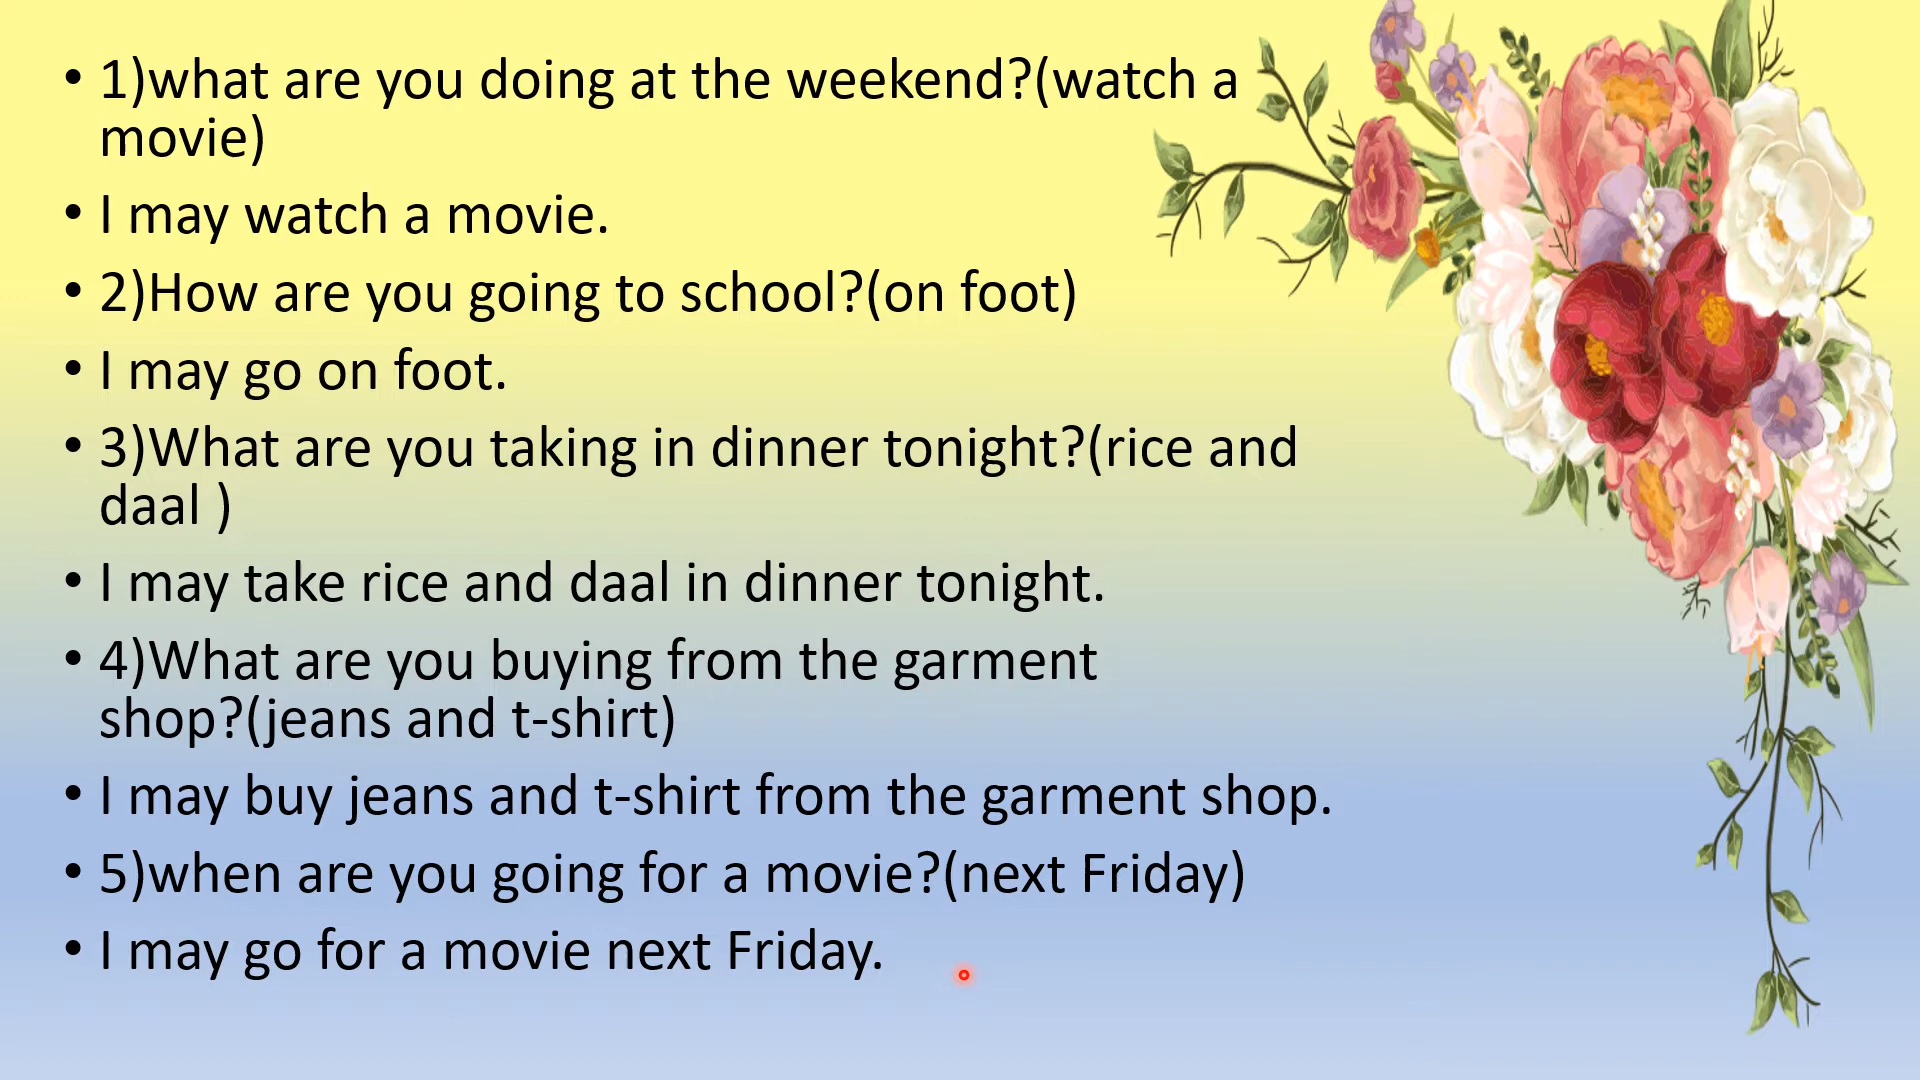 • 1)what are you doing at the weekend?(watch a
movie)
• I may watch a movie.
• 2)How are you going to school?(on foot)
• I may go on foot.
• 3)What are you taking in dinner tonight?(rice and
daal )
• I may take rice and daal in dinner tonight.
• 4)What are you buying from the garment
shop?(jeans and t-shirt)
• I may buy jeans and t-shirt from the garment shop.
• 5)when are you going for a movie?(next Friday)
• I may go for a movie next Friday.